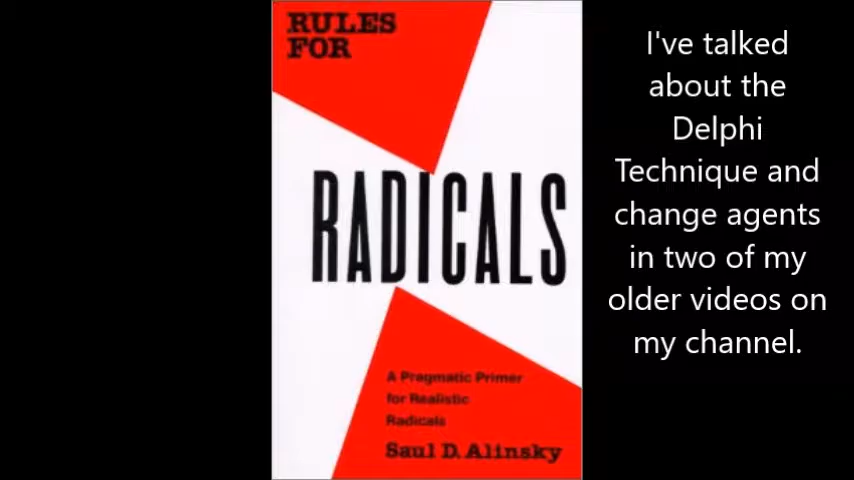 RULES
FOR
RADICALS
A Pragmatic Primer
for Realistic
Radicals
Saul D. Alinsky
I've talked
about the
Delphi
Technique and
change agents
in two of my
older videos on
my channel.